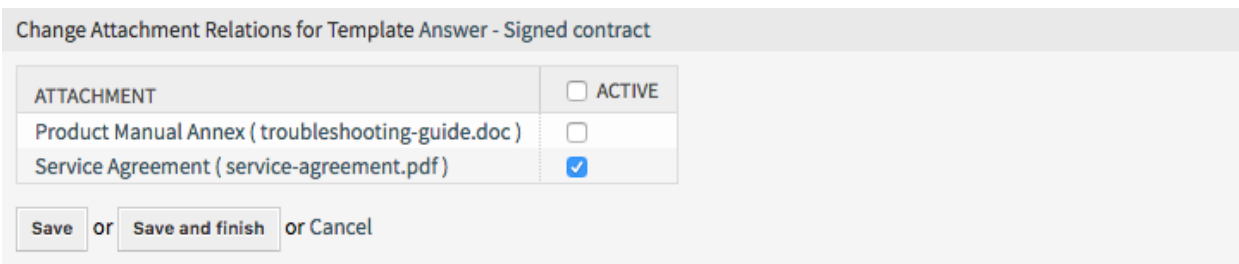 Change Attachment Relations for Template Answer - Signed contract
ATTACHMENT ACTIVE
Product Manual Annex ( troubleshooting-guide.doc )
Service Agreement ( service-agreement.pdf )
Save or Save and finish or Cancel